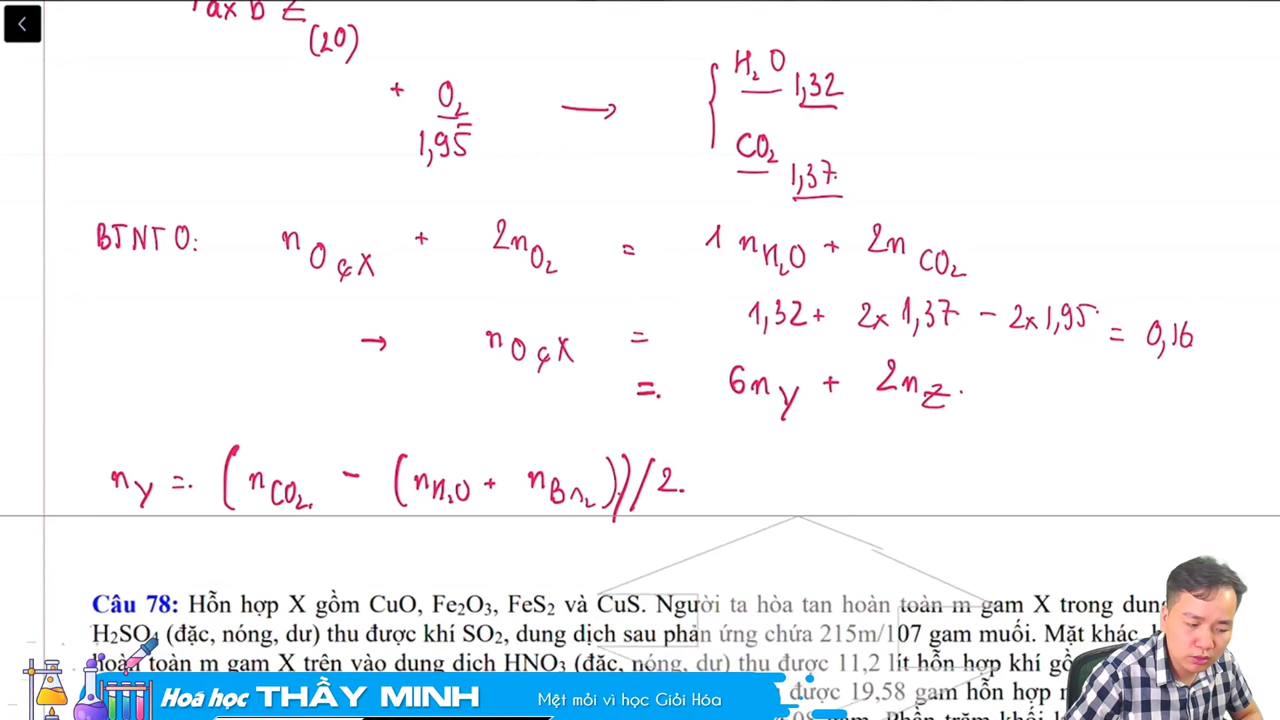 (20)
+ O₂ → { H₂O 1,32
1,95
CO₂ 1,37
BTNT O: nO ∈ X + 2nO₂ = 1 nH₂O + 2nCO₂
→ nO ∈ X = 1,32 + 2x 1,37 - 2x1,95 = 0,16
= 6nY + 2nZ.
nY = (nCO₂ - (nH₂O + nBr₂))/2.
Câu 78: Hỗn hợp X gồm CuO, Fe₂O₃, FeS₂ và CuS. Người ta hòa tan hoàn toàn m gam X trong dung
H₂SO₄ (đặc, nóng, dư) thu được khí SO₂, dung dịch sau phản ứng chứa 215m/107 gam muối. Mặt khác,
hoàn toàn m gam X trên vào dung dịch HNO₃ (đặc, nóng, dư) thu được 11,2 lít hỗn hợp khí gồ
được 19,58 gam hỗn hợp
Hoá học THẦY MINH
Mệt mỏi vì học Giỏi Hóa